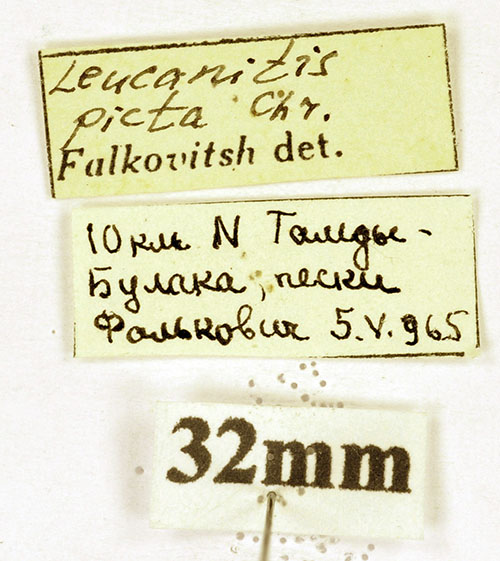 Leucanitis
picta Chr.
Falkovitsh det.
10 км N Тамды-
Булака, пески
Фалькович 5.V.965
32mm